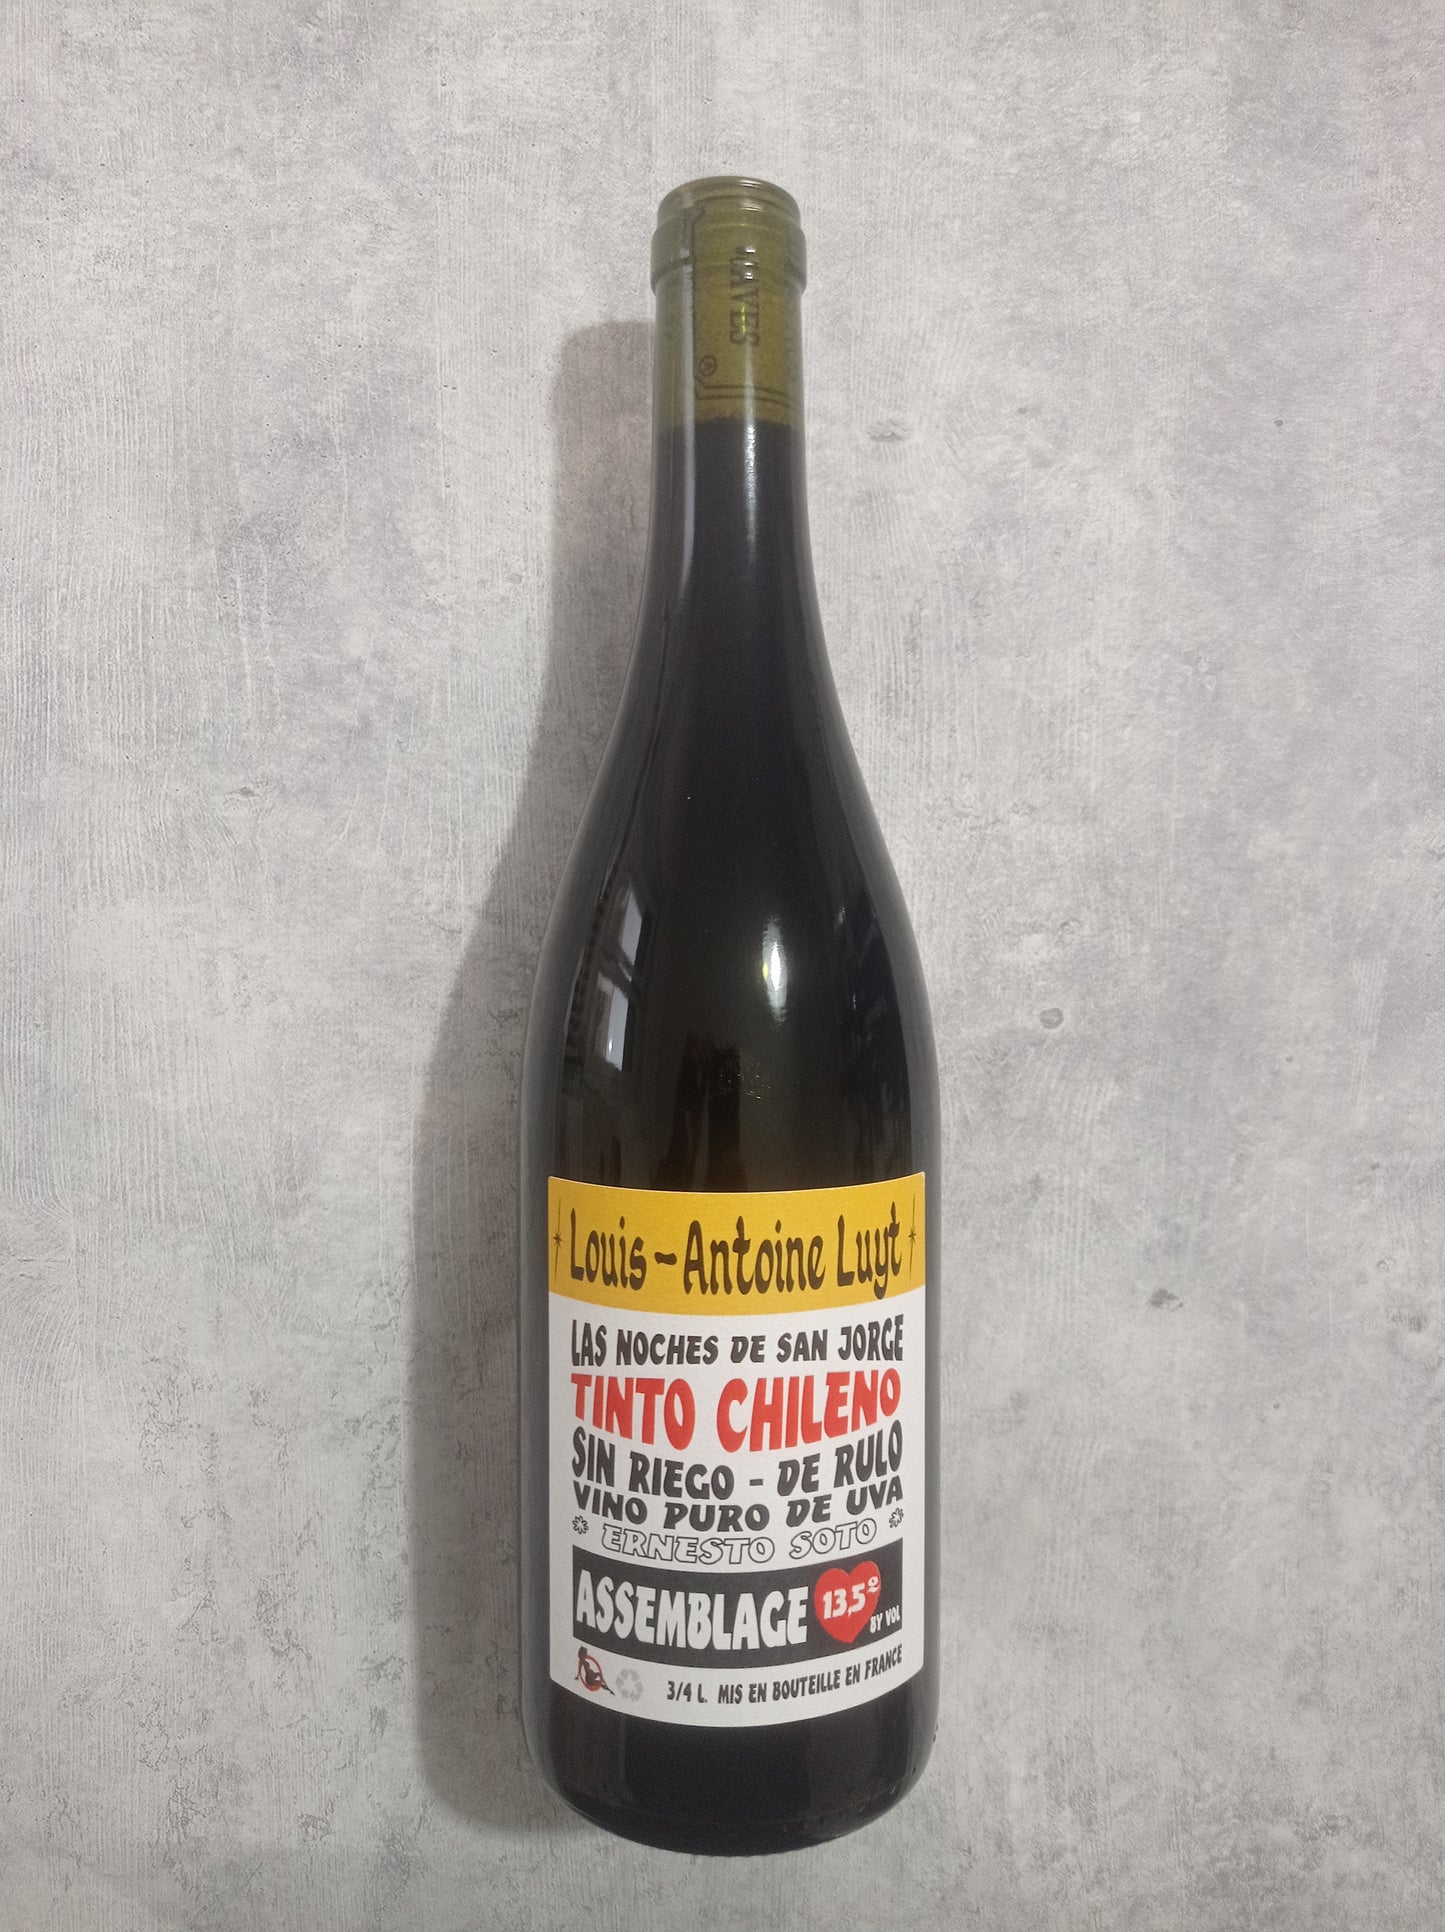 Louis-Antoine Luyt
LAS NOCHES DE SAN JORGE
TINTO CHILENO
SIN RIEGO - DE RULO
VINO PURO DE UVA
* ERNESTO SOTO *
ASSEMBLAGE 13,5º
BY VOL
3/4 L. MIS EN BOUTEILLE EN FRANCE